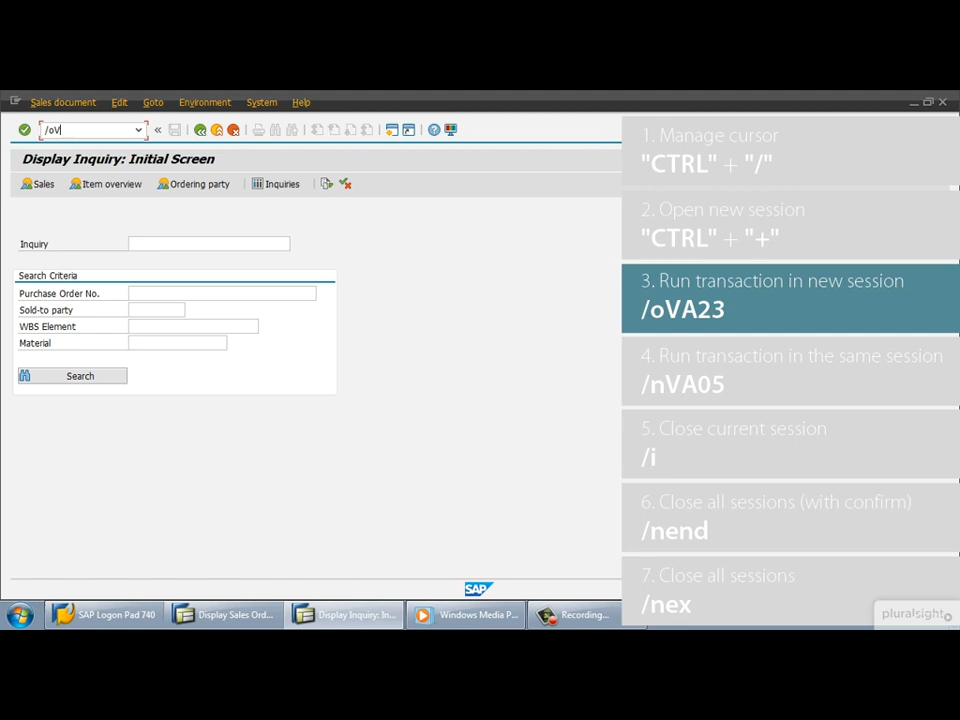 Sales document Edit Goto Environment System Help
/oV
Display Inquiry: Initial Screen
Sales Item overview Ordering party Inquiries
Inquiry
Search Criteria
Purchase Order No.
Sold-to party
WBS Element
Material
Search
SAP
SAP Logon Pad 740 Display Sales Ord... Display Inquiry: In... Windows Media P... Recording...
1. Manage cursor
"CTRL" + "/"
2. Open new session
"CTRL" + "+"
3. Run transaction in new session
/oVA23
4. Run transaction in the same session
/nVA05
5. Close current session
/i
6. Close all sessions (with confirm)
/nend
7. Close all sessions
/nex
pluralsight